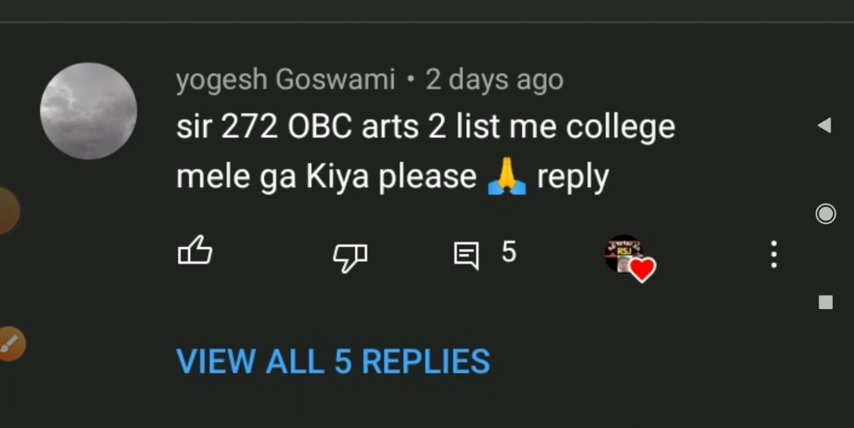 yogesh Goswami • 2 days ago
sir 272 OBC arts 2 list me college
mele ga Kiya please 🙏 reply
5
RSJ
VIEW ALL 5 REPLIES